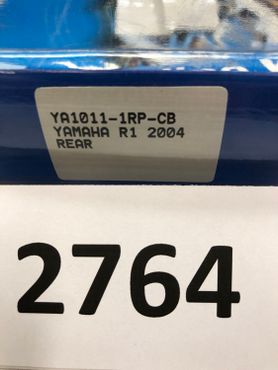 YA1011-1RP-CB
YAMAHA R1 2004
REAR
2764